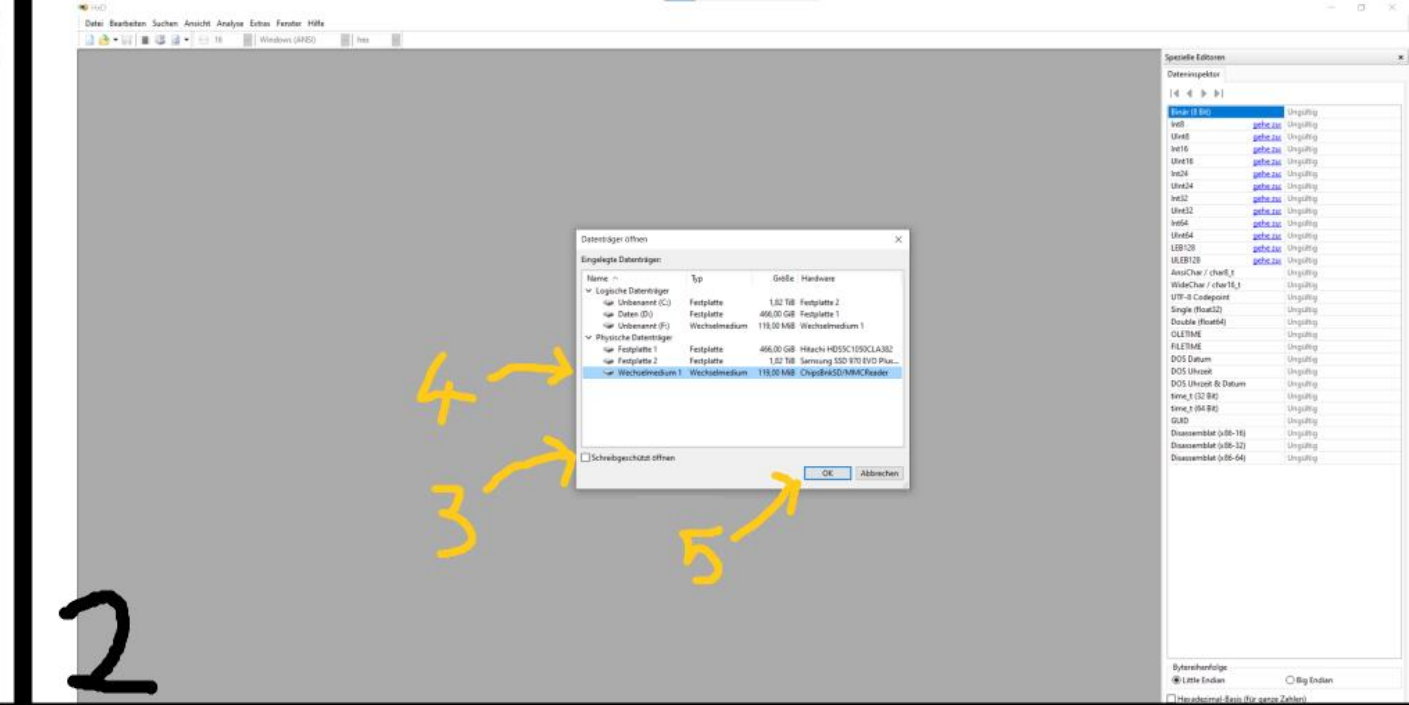 HxD
Datei Bearbeiten Suchen Ansicht Analyse Extras Fenster Hilfe
16 Windows (ANSI) hex
Spezielle Editoren
Dateninspektor
Binär (8 Bit) Ungültig
Int8 gehe zu: Ungültig
UInt8 gehe zu: Ungültig
Int16 gehe zu: Ungültig
UInt16 gehe zu: Ungültig
Int24 gehe zu: Ungültig
UInt24 gehe zu: Ungültig
Int32 gehe zu: Ungültig
UInt32 gehe zu: Ungültig
Int64 gehe zu: Ungültig
UInt64 gehe zu: Ungültig
LEB128 gehe zu: Ungültig
ULEB128 gehe zu: Ungültig
AnsiChar / char8_t Ungültig
WideChar / char16_t Ungültig
UTF-8 Codepoint Ungültig
Single (float32) Ungültig
Double (float64) Ungültig
OLETIME Ungültig
FILETIME Ungültig
DOS Datum Ungültig
DOS Uhrzeit Ungültig
DOS Uhrzeit & Datum Ungültig
time_t (32 Bit) Ungültig
time_t (64 Bit) Ungültig
GUID Ungültig
Disassemblat (x86-16) Ungültig
Disassemblat (x86-32) Ungültig
Disassemblat (x86-64) Ungültig
Datenträger öffnen
Eingelegte Datenträger:
Name Typ Größe Hardware
Logische Datenträger
Unbenannt (C:) Festplatte 1,82 TiB Festplatte 2
Daten (D:) Festplatte 466,00 GiB Festplatte 1
Unbenannt (F:) Wechselmedium 119,00 MiB Wechselmedium 1
Physische Datenträger
Festplatte 1 Festplatte 466,00 GiB Hitachi HDS5C1050CLA382
Festplatte 2 Festplatte 1,82 TiB Samsung SSD 970 EVO Plus...
Wechselmedium 1 Wechselmedium 119,00 MiB ChipsBnkSD/MMCReader
Schreibgeschützt öffnen
OK Abbrechen
4
3
5
2
Bytereihenfolge
Little Endian Big Endian
Hexadezimal-Basis (für ganze Zahlen)